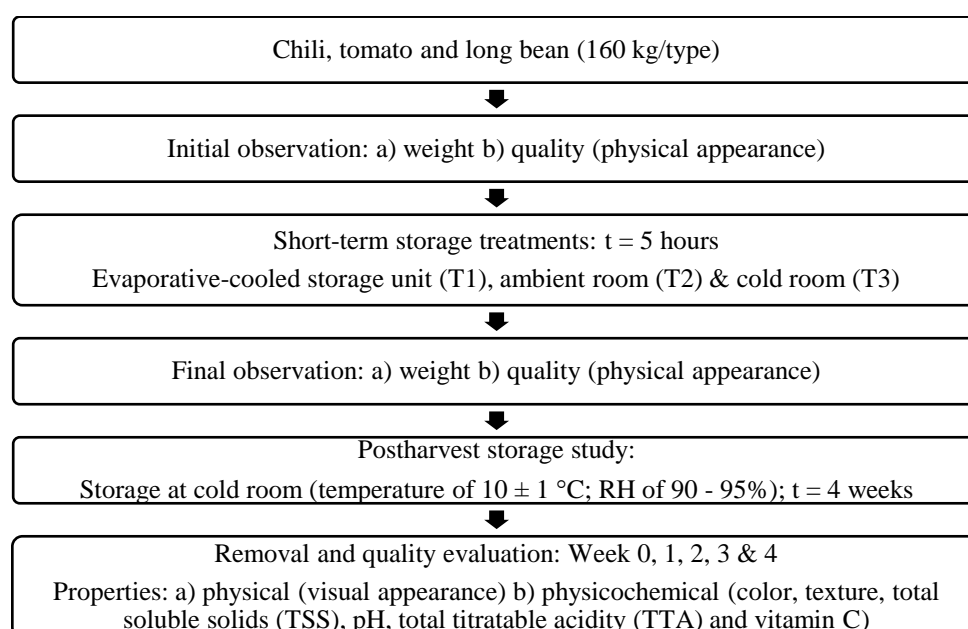 Chili, tomato and long bean (160 kg/type)
Initial observation: a) weight b) quality (physical appearance)
Short-term storage treatments: t = 5 hours
Evaporative-cooled storage unit (T1), ambient room (T2) & cold room (T3)
Final observation: a) weight b) quality (physical appearance)
Postharvest storage study:
Storage at cold room (temperature of 10 ± 1 °C; RH of 90 - 95%); t = 4 weeks
Removal and quality evaluation: Week 0, 1, 2, 3 & 4
Properties: a) physical (visual appearance) b) physicochemical (color, texture, total
soluble solids (TSS), pH, total titratable acidity (TTA) and vitamin C)